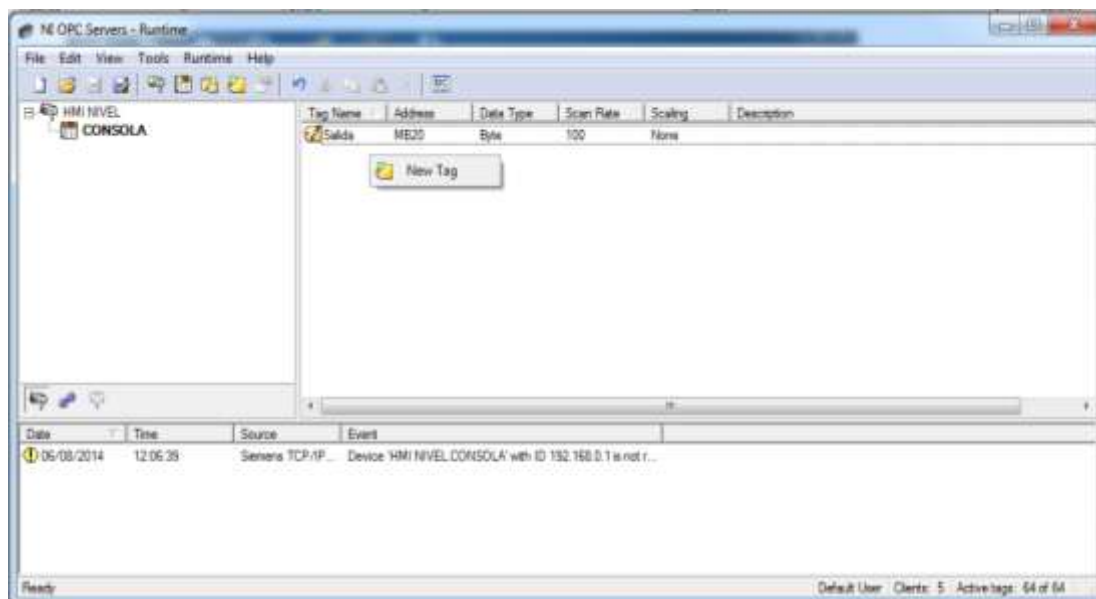 NI OPC Servers - Runtime
File Edit View Tools Runtime Help
HMI NIVEL
CONSOLA
Tag Name Address Data Type Scan Rate Scaling Description
Salida MB20 Byte 100 None
New Tag
Date Time Source Event
06/08/2014 12:06:39 Siemens TCP/IP... Device 'HMI NIVEL.CONSOLA' with ID 192.168.0.1 is not r...
Ready Default User Clients: 5 Active tags: 64 of 64